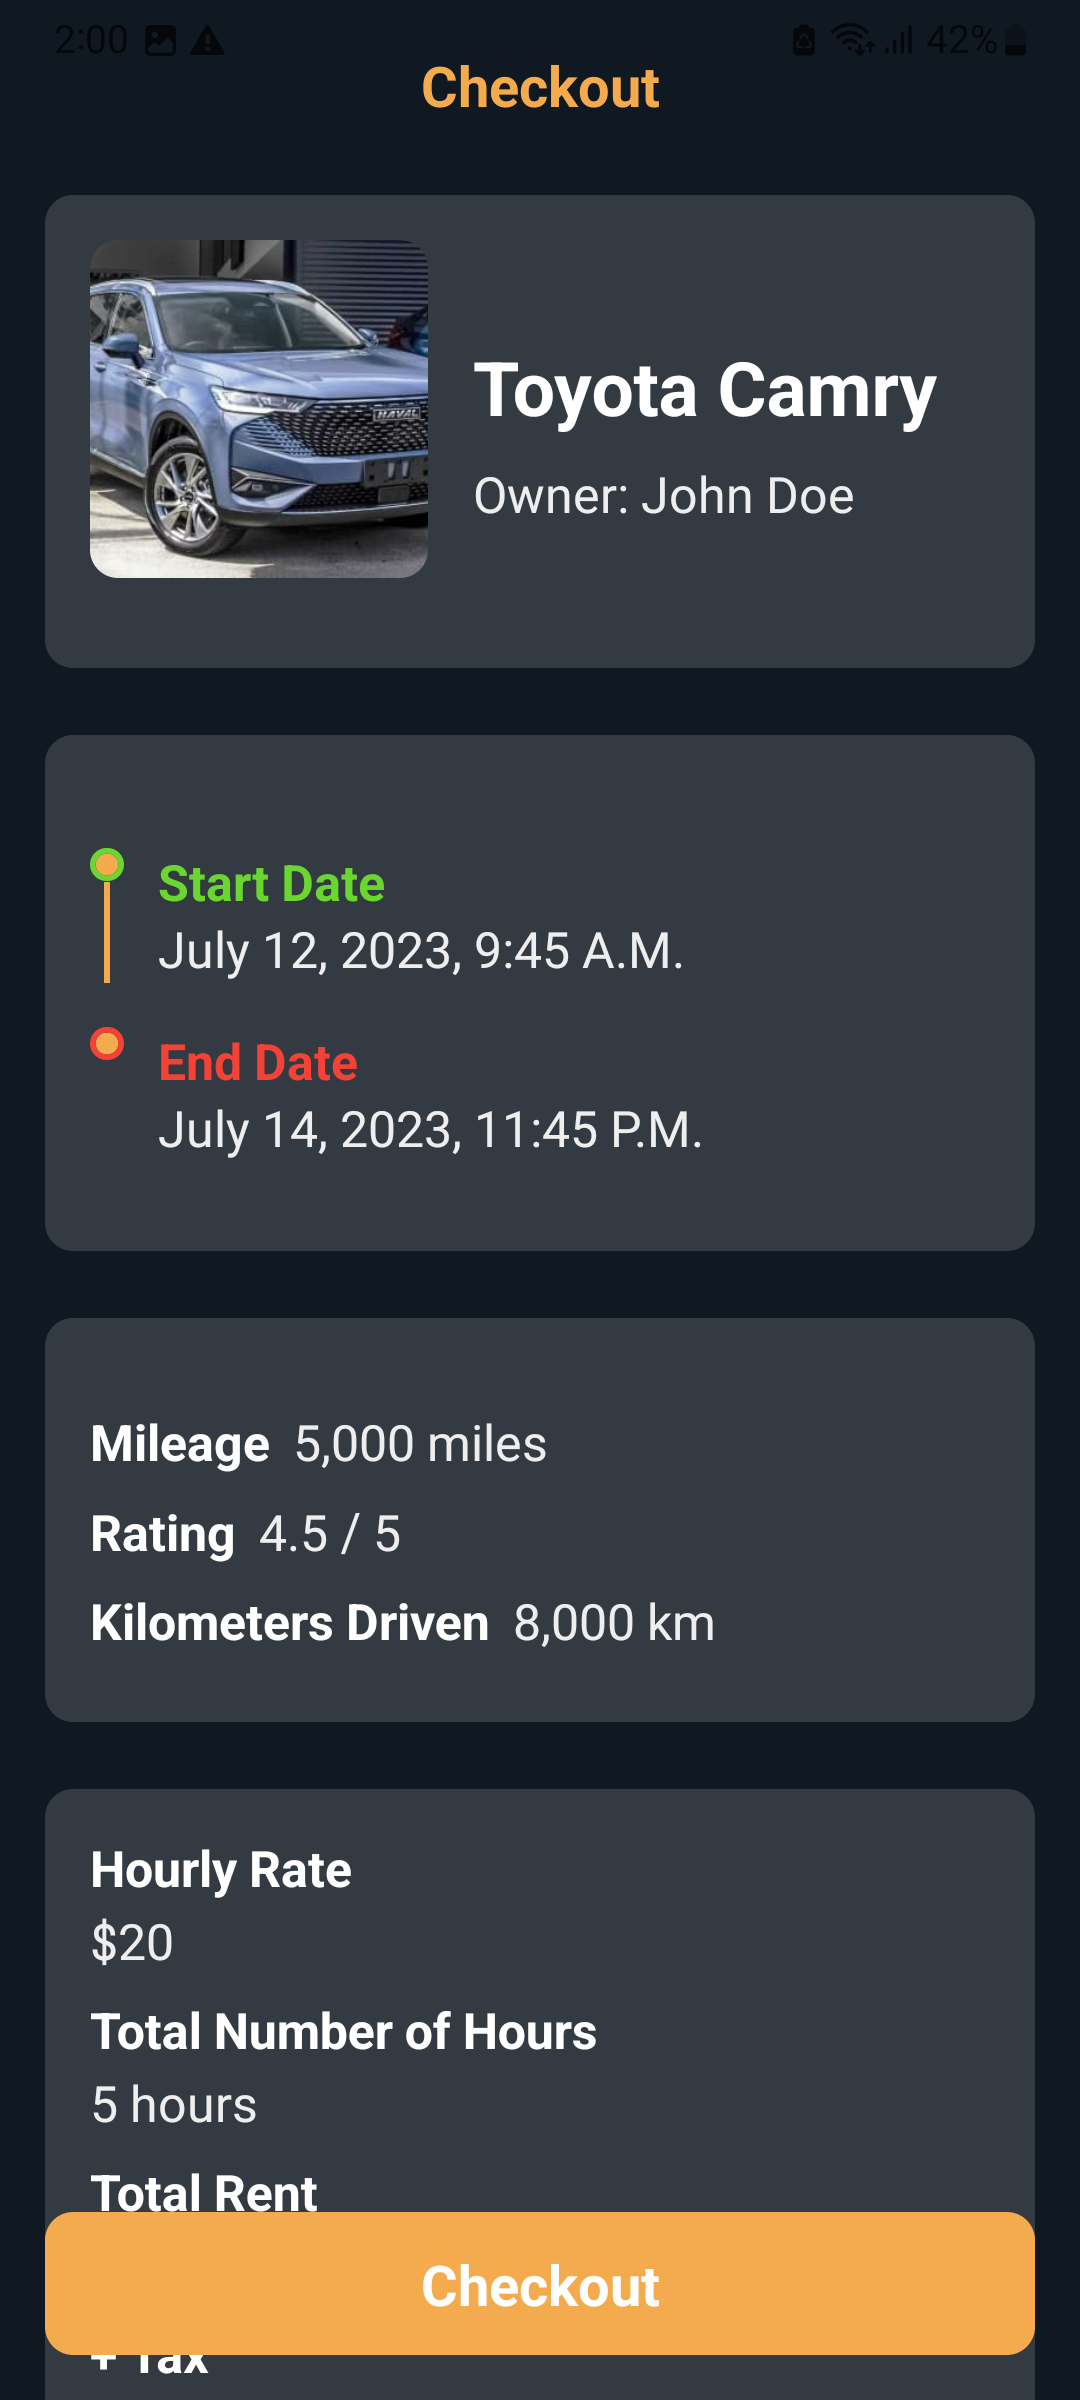 2:00 42%
Checkout
HAVAL
Toyota Camry
Owner: John Doe
Start Date
July 12, 2023, 9:45 A.M.
End Date
July 14, 2023, 11:45 P.M.
Mileage 5,000 miles
Rating 4.5 / 5
Kilometers Driven 8,000 km
Hourly Rate
$20
Total Number of Hours
5 hours
Total Rent
Checkout
+ Tax